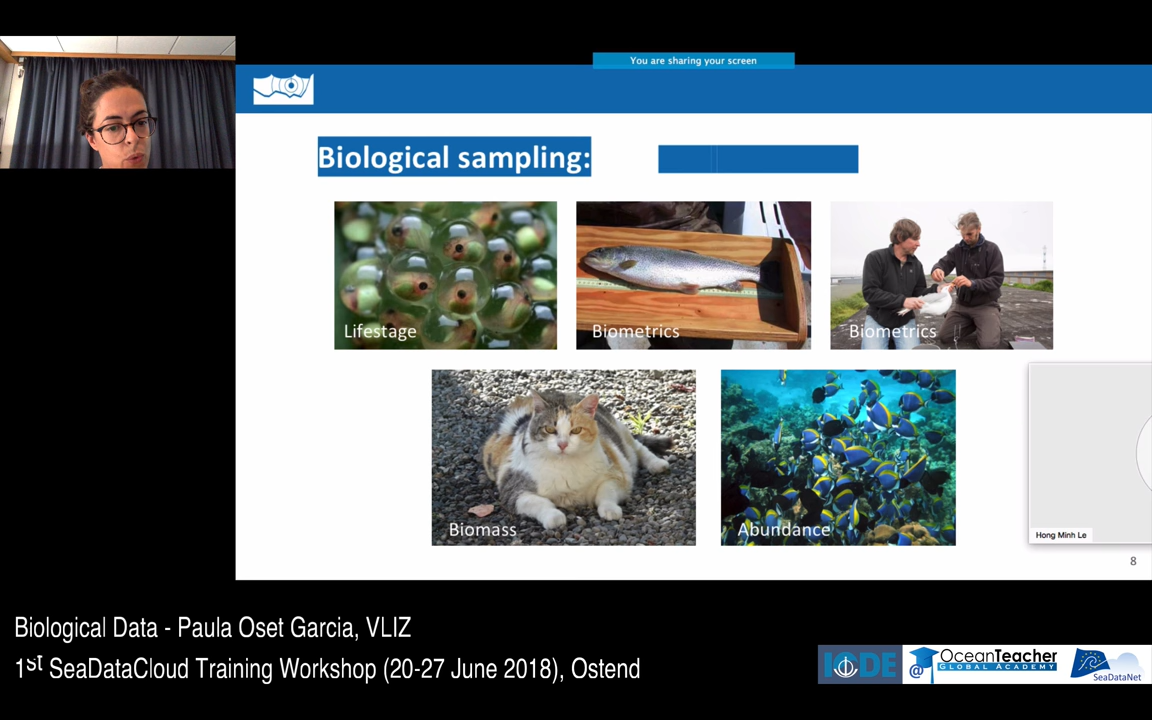 You are sharing your screen
Biological sampling:
Lifestage
Biometrics
Biometrics
Biomass
Abundance
Hong Minh Le
8
Biological Data - Paula Oset Garcia, VLIZ
1st SeaDataCloud Training Workshop (20-27 June 2018), Ostend
IODE
@
OceanTeacher
GLOBAL ACADEMY
SeaDataNet